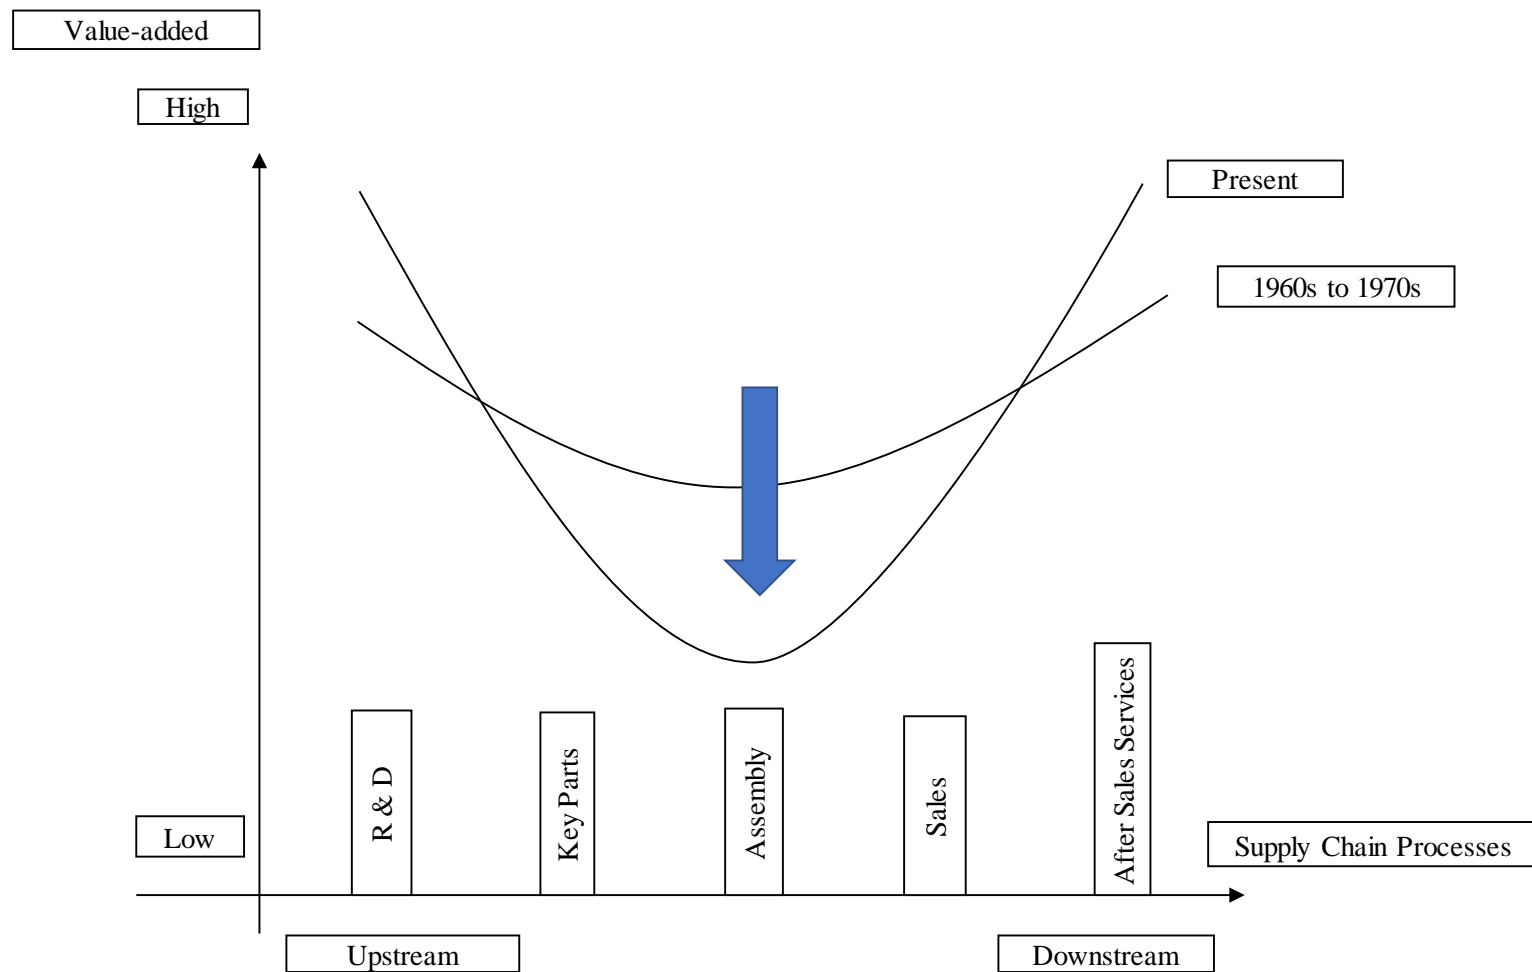 Value-added
High
Present
1960s to 1970s
R & D
Key Parts
Assembly
Sales
After Sales Services
Low
Supply Chain Processes
Upstream
Downstream